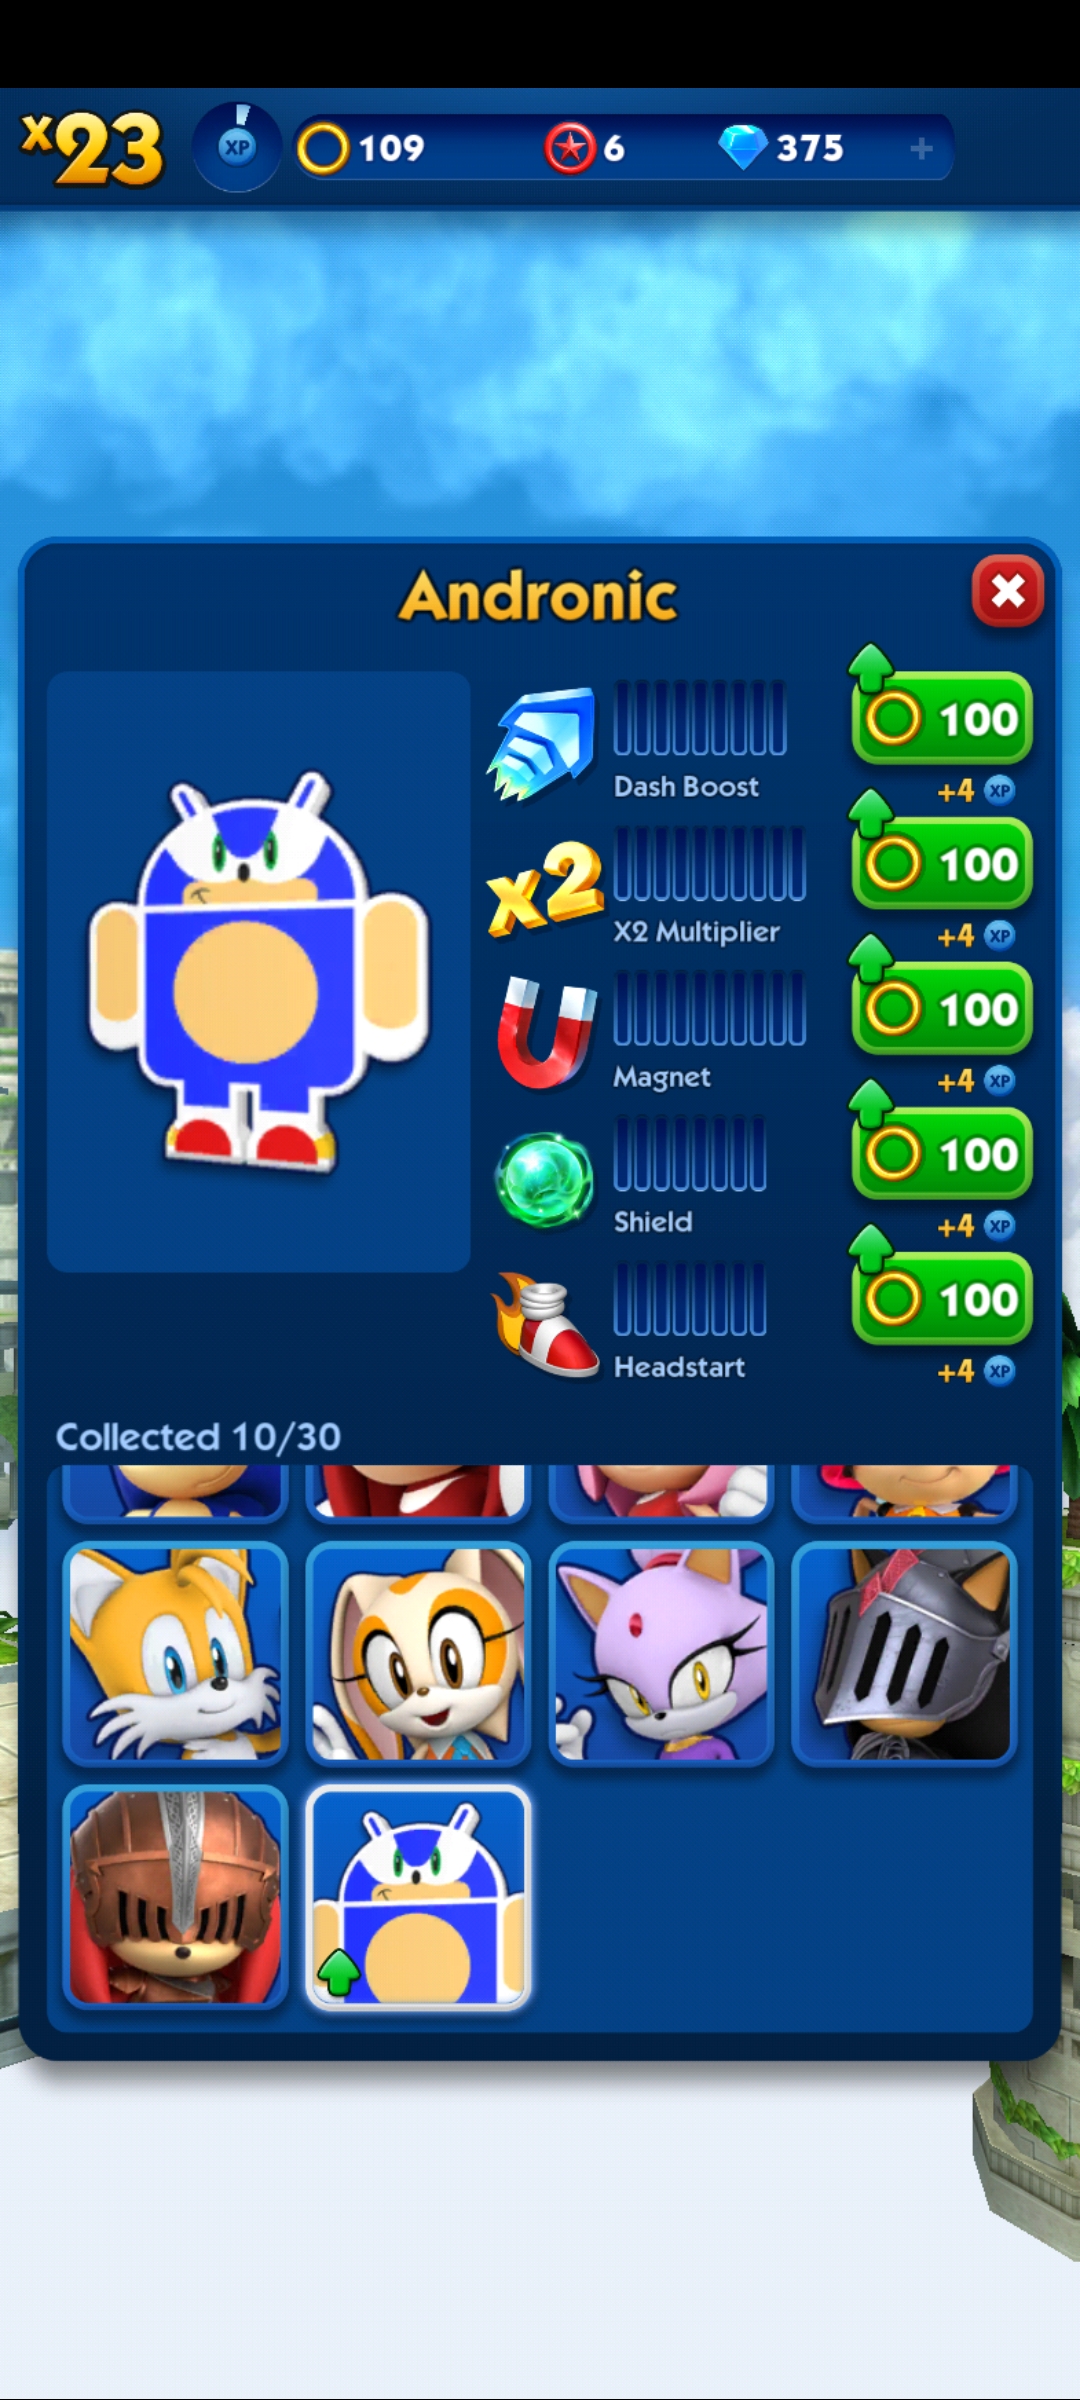 x23 XP 109 6 375 +
Andronic
100
Dash Boost
+4 XP
x2
100
X2 Multiplier
+4 XP
100
Magnet
+4 XP
100
Shield
+4 XP
100
Headstart
+4 XP
Collected 10/30